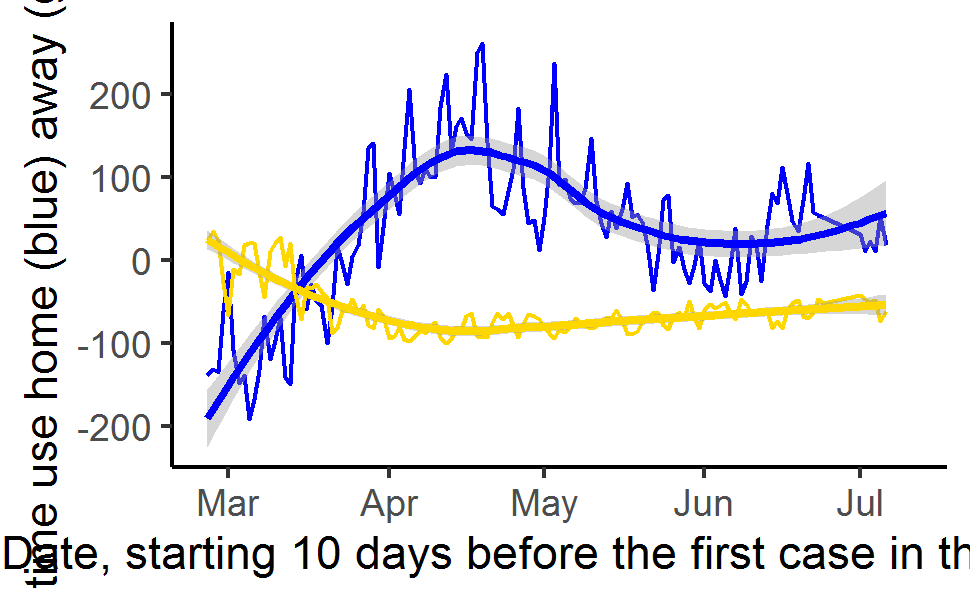 time use home (blue) away (
200
100
0
-100
-200
Mar Apr May Jun Jul
Date, starting 10 days before the first case in th